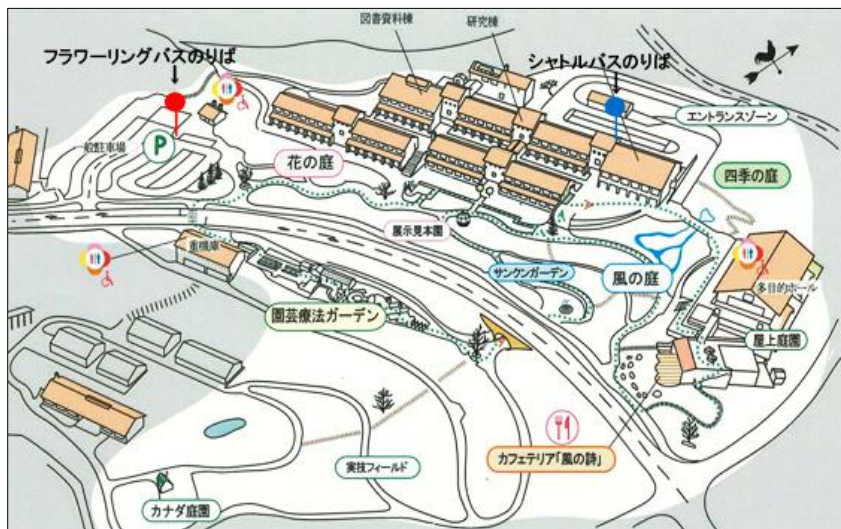 図書資料棟
研究棟
フラワーリングバスのりば
シャトルバスのりば
エントランスゾーン
一般駐車場
P
花の庭
四季の庭
展示見本園
重機庫
サンケンガーデン
風の庭
多目的ホール
園芸療法ガーデン
屋上庭園
カフェテリア「風の詩」
実技フィールド
カナダ庭園